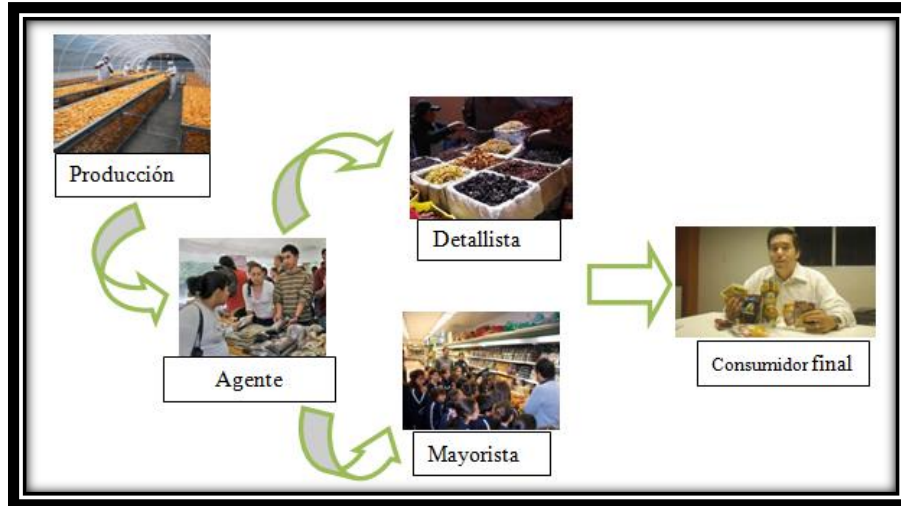 Producción
Agente
Detallista
Mayorista
Consumidor final